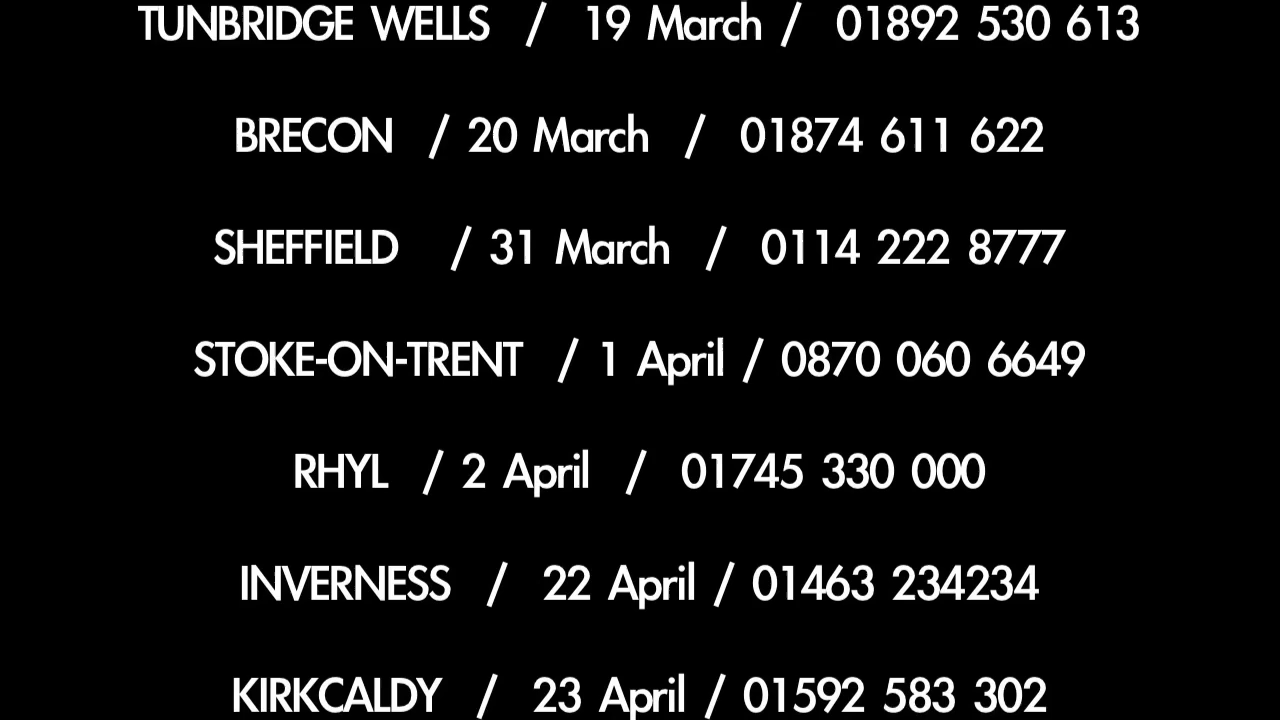 TUNBRIDGE WELLS / 19 March / 01892 530 613
BRECON / 20 March / 01874 611 622
SHEFFIELD / 31 March / 0114 222 8777
STOKE-ON-TRENT / 1 April / 0870 060 6649
RHYL / 2 April / 01745 330 000
INVERNESS / 22 April / 01463 234234
KIRKCALDY / 23 April / 01592 583 302